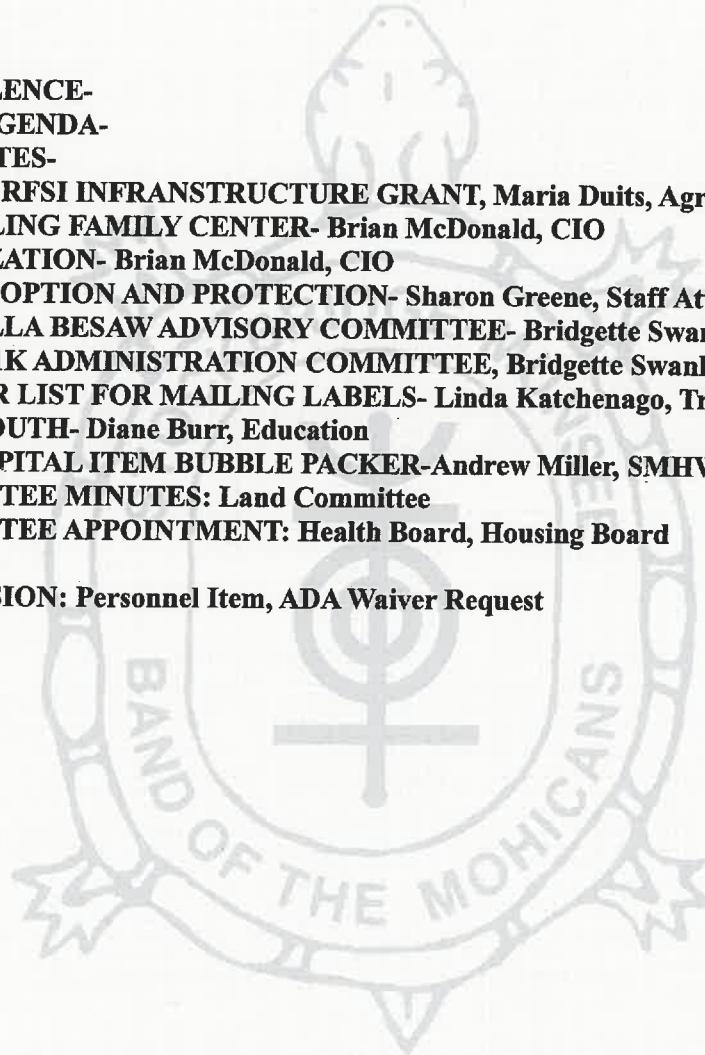 LENCE-
GENDA-
TES-
RFSI INFRANSTRUCTURE GRANT, Maria Duits, Agr
LING FAMILY CENTER- Brian McDonald, CIO
ZATION- Brian McDonald, CIO
OPTION AND PROTECTION- Sharon Greene, Staff At
LLA BESAW ADVISORY COMMITTEE- Bridgette Swan
K ADMINISTRATION COMMITTEE, Bridgette Swan
R LIST FOR MAILING LABELS- Linda Katchenago, Tr
OUTH- Diane Burr, Education
PITAL ITEM BUBBLE PACKER-Andrew Miller, SMHW
TEE MINUTES: Land Committee
TEE APPOINTMENT: Health Board, Housing Board
SION: Personnel Item, ADA Waiver Request
BAND OF THE MOHICANS